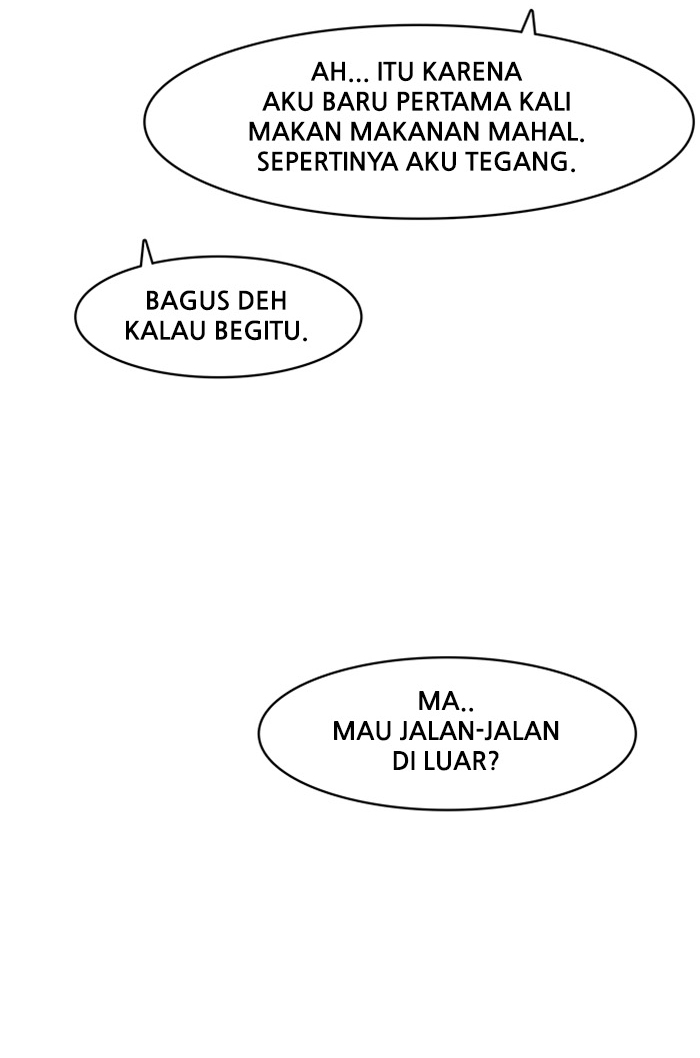 AH... ITU KARENA
AKU BARU PERTAMA KALI
MAKAN MAKANAN MAHAL.
SEPERTINYA AKU TEGANG.
BAGUS DEH
KALAU BEGITU.
MA..
MAU JALAN-JALAN
DI LUAR?